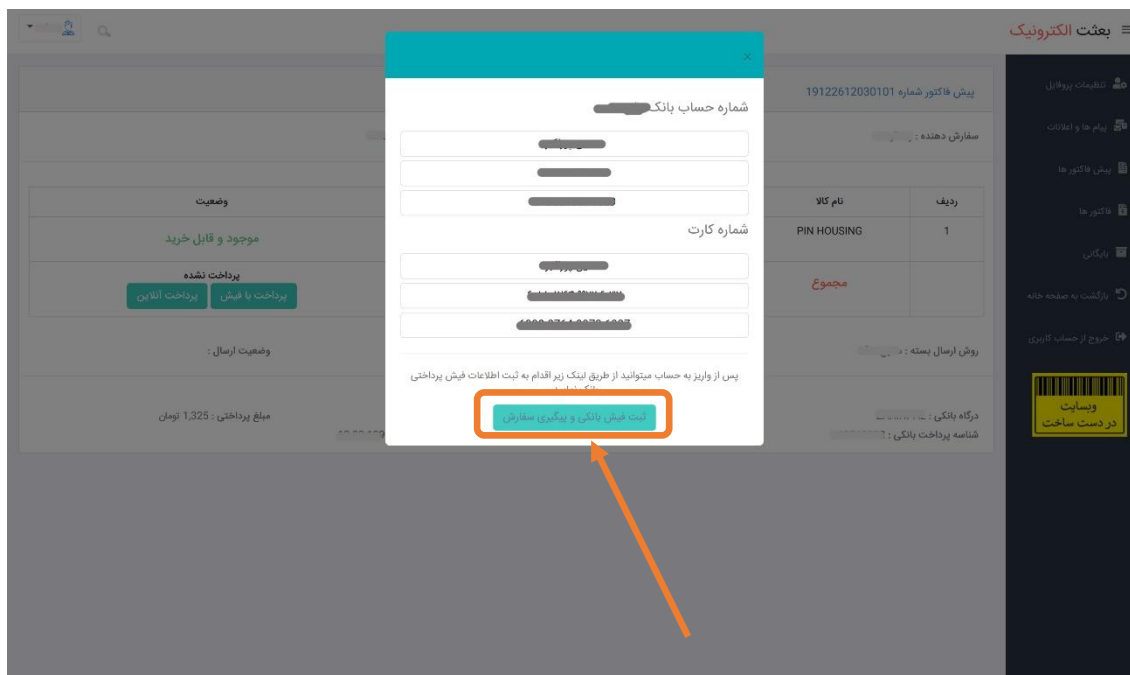 بعثت الکترونیک
تنظیمات پروفایل
پیام ها و اعلانات
پیش فاکتور ها
فاکتور ها
بایگانی
بازگشت به صفحه خانه
خروج از حساب کاربری
وبسایت
در دست ساخت
پیش فاکتور شماره 19122612030101
سفارش دهنده :
ردیف
نام کالا
وضعیت
1
PIN HOUSING
موجود و قابل خرید
مجموع
پرداخت نشده
پرداخت با فیش
پرداخت آنلاین
روش ارسال بسته :
وضعیت ارسال :
درگاه بانکی :
مبلغ پرداختی : 1,325 تومان
شناسه پرداخت بانکی :
×
شماره حساب بانک
شماره کارت
پس از واریز به حساب میتوانید از طریق لینک زیر اقدام به ثبت اطلاعات فیش پرداختی
ثبت فیش بانکی و پیگیری سفارش